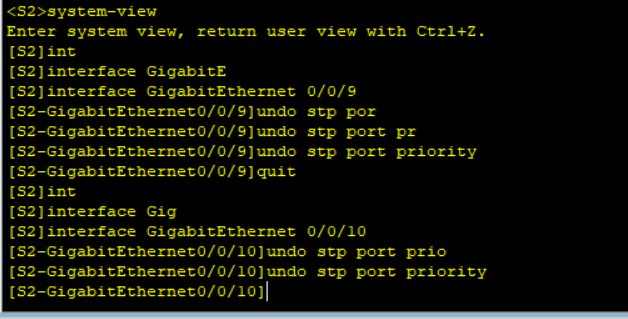 <S2>system-view
Enter system view, return user view with Ctrl+Z.
[S2]int
[S2]interface GigabitE
[S2]interface GigabitEthernet 0/0/9
[S2-GigabitEthernet0/0/9]undo stp por
[S2-GigabitEthernet0/0/9]undo stp port pr
[S2-GigabitEthernet0/0/9]undo stp port priority
[S2-GigabitEthernet0/0/9]quit
[S2]int
[S2]interface Gig
[S2]interface GigabitEthernet 0/0/10
[S2-GigabitEthernet0/0/10]undo stp port prio
[S2-GigabitEthernet0/0/10]undo stp port priority
[S2-GigabitEthernet0/0/10]